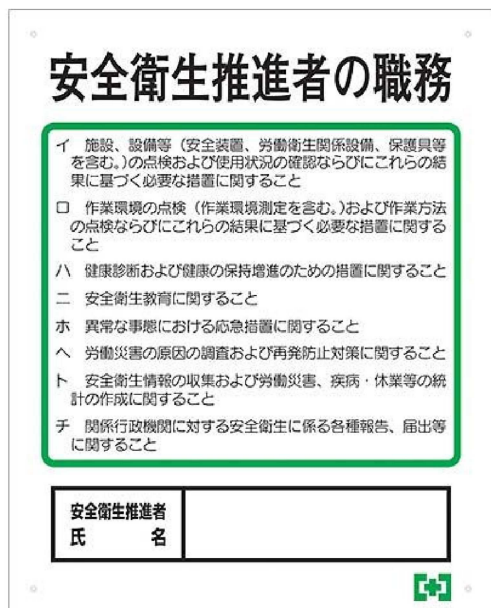 安全衛生推進者の職務
イ 施設、設備等(安全装置、労働衛生関係設備、保護具等
を含む。)の点検および使用状況の確認ならびにこれらの結
果に基づく必要な措置に関すること
ロ 作業環境の点検(作業環境測定を含む。)および作業方法
の点検ならびにこれらの結果に基づく必要な措置に関する
こと
ハ 健康診断および健康の保持増進のための措置に関すること
ニ 安全衛生教育に関すること
ホ 異常な事態における応急措置に関すること
ヘ 労働災害の原因の調査および再発防止対策に関すること
ト 安全衛生情報の収集および労働災害、疾病・休業等の統
計の作成に関すること
チ 関係行政機関に対する安全衛生に係る各種報告、届出等
に関すること
安全衛生推進者
氏 名